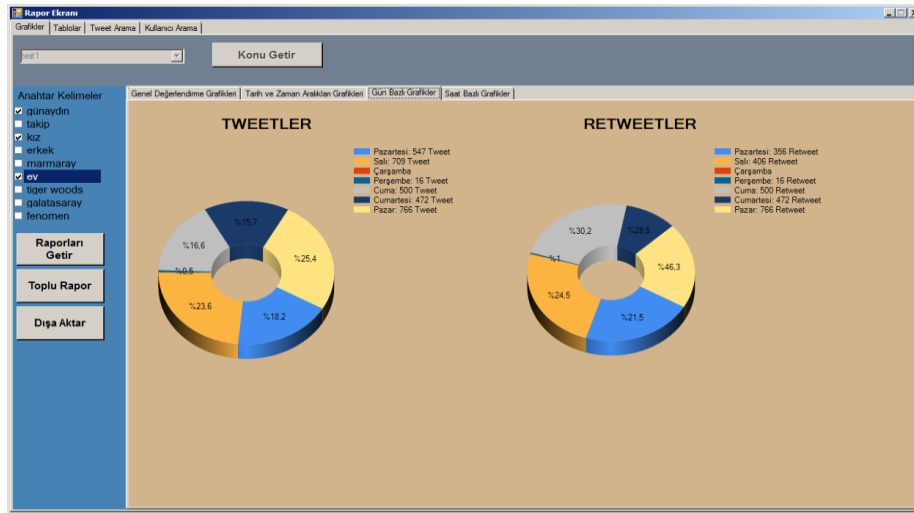 Rapor Ekranı
Grafikler Tablolar Tweet Arama Kullanıcı Arama
test1
Konu Getir
Anahtar Kelimeler
günaydın
takip
kız
erkek
marmaray
ev
tiger woods
galatasaray
fenomen
Raporları
Getir
Toplu Rapor
Dışa Aktar
Genel Değerlendirme Grafikleri Tarih ve Zaman Aralıkları Grafikleri Gün Bazlı Grafikler Saat Bazlı Grafikler
TWEETLER
Pazartesi: 547 Tweet
Salı: 709 Tweet
Çarşamba
Perşembe: 16 Tweet
Cuma: 500 Tweet
Cumartesi: 472 Tweet
Pazar: 766 Tweet
%15,7
%16,6
%25,4
%0,5
%23,6
%18,2
RETWEETLER
Pazartesi: 356 Retweet
Salı: 406 Retweet
Çarşamba
Perşembe: 16 Retweet
Cuma: 500 Retweet
Cumartesi: 472 Retweet
Pazar: 766 Retweet
%30,2
%28,5
%1
%46,3
%24,5
%21,5